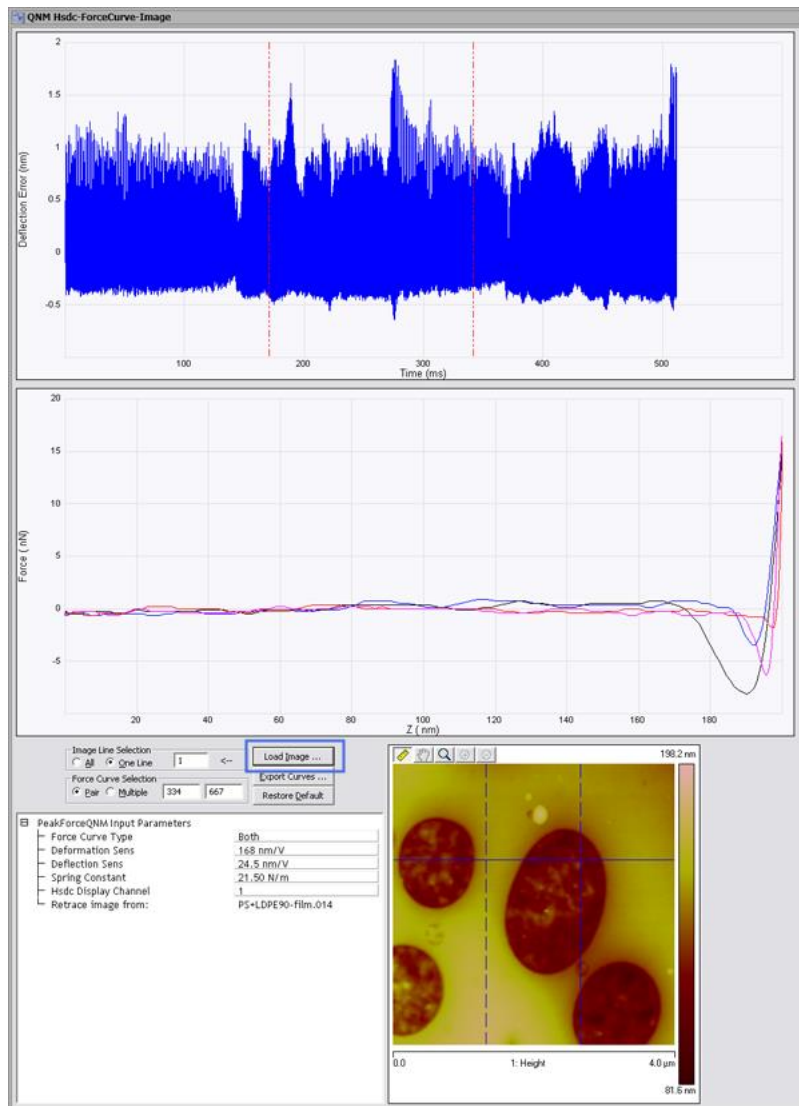 QNM Hsdc-ForceCurve-Image
2
1.5
1
0.5
0
-0.5
Deflection Error (nm)
100 200 300 400 500
Time (ms)
20
15
10
5
0
-5
Force ( nN)
20 40 60 80 100 120 140 160 180
Z ( nm)
Image Line Selection
All One Line 1 <-- Load Image ...
Force Curve Selection
Pair Multiple 334 667
Export Curves ...
Restore Default
PeakForceQNM Input Parameters
Force Curve Type Both
Deformation Sens 168 nm/V
Deflection Sens 24.5 nm/V
Spring Constant 21.50 N/m
Hsdc Display Channel 1
Retrace image from: PS+LDPE90-film.014
198.2 nm
0.0 1: Height 4.0 µm
81.6 nm